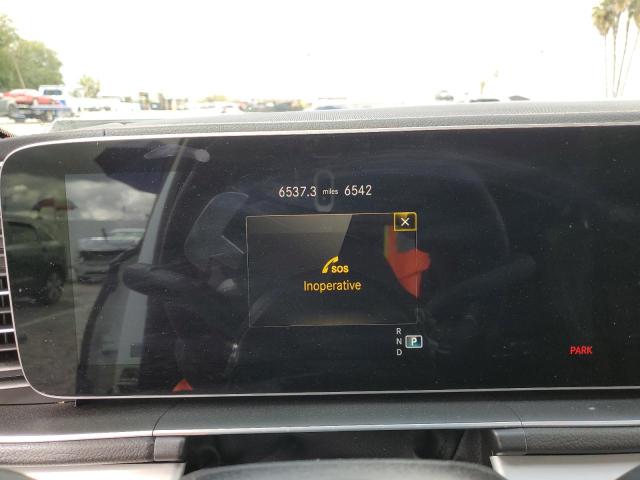 6537.3 miles 6542
X
SOS
Inoperative
R
N P
D
PARK